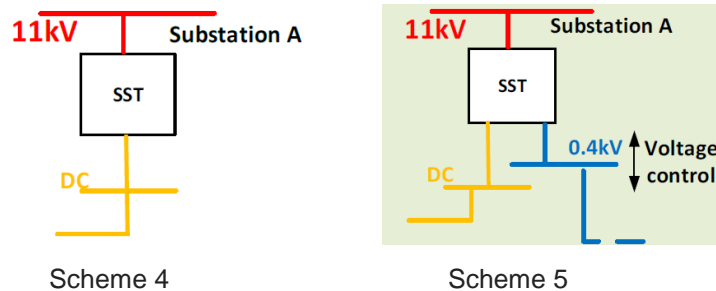 11kV
Substation A
SST
DC
Scheme 4
11kV
Substation A
SST
0.4kV
Voltage
control
DC
Scheme 5